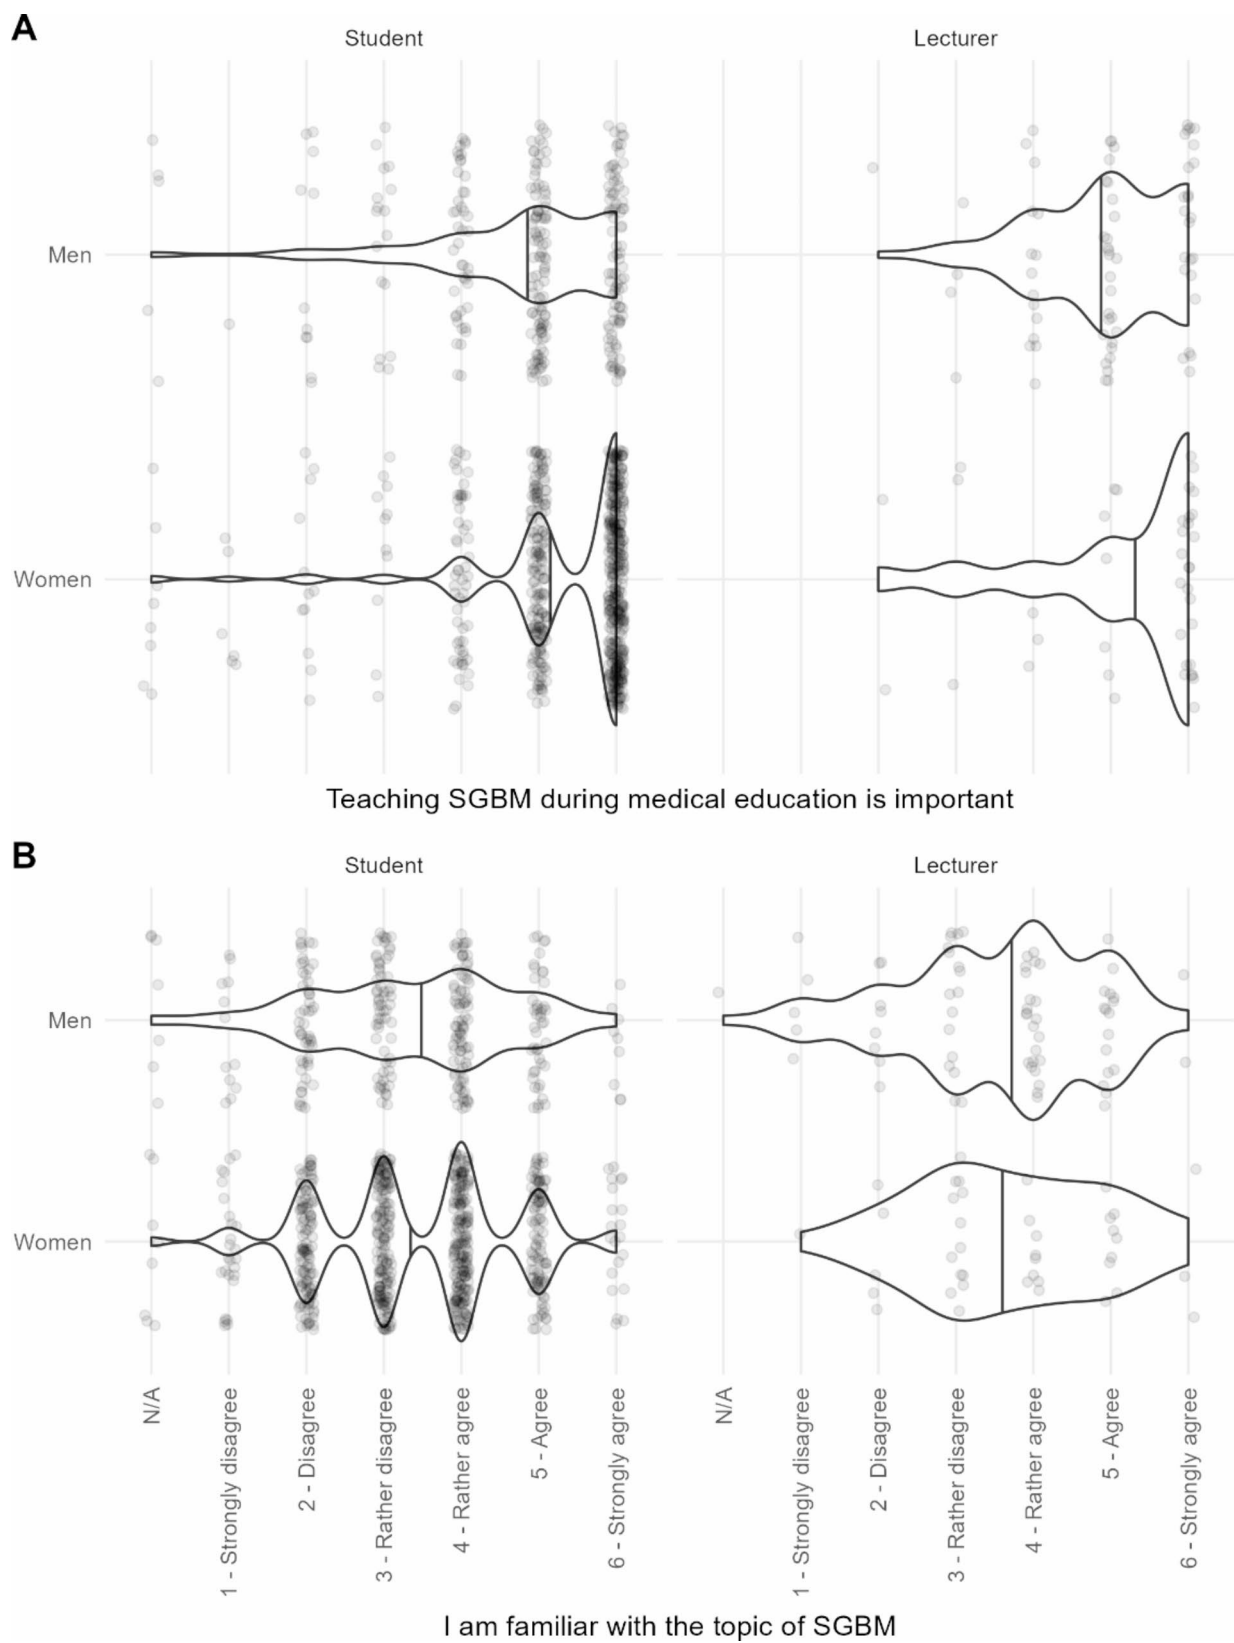 A
Student
Lecturer
Men
Women
Teaching SGBM during medical education is important
B
Student
Lecturer
Men
Women
N/A
1 - Strongly disagree
2 - Disagree
3 - Rather disagree
4 - Rather agree
5 - Agree
6 - Strongly agree
N/A
1 - Strongly disagree
2 - Disagree
3 - Rather disagree
4 - Rather agree
5 - Agree
6 - Strongly agree
I am familiar with the topic of SGBM